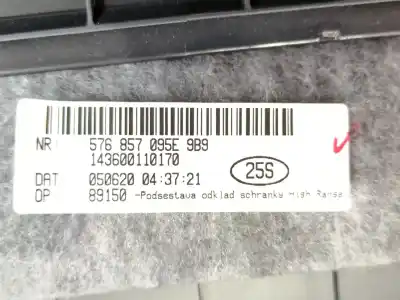 NR: 576 857 095E 9B9
143600110170
25S
DAT 050620 04:37:21
OP 89150 -Podsestava odklad schranky High Range